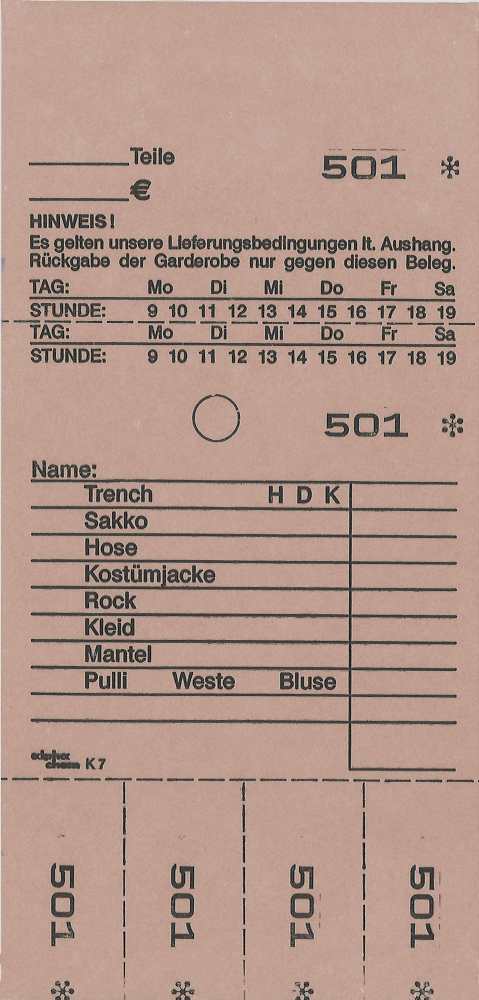 Teile
501 *
€
HINWEIS!
Es gelten unsere Lieferungsbedingungen lt. Aushang.
Rückgabe der Garderobe nur gegen diesen Beleg.
TAG: Mo Di Mi Do Fr Sa
STUNDE: 9 10 11 12 13 14 15 16 17 18 19
TAG: Mo Di Mi Do Fr Sa
STUNDE: 9 10 11 12 13 14 15 16 17 18 19
501 *
Name:
Trench H D K
Sakko
Hose
Kostümjacke
Rock
Kleid
Mantel
Pulli Weste Bluse
K7
501 *
501 *
501 *
501 *